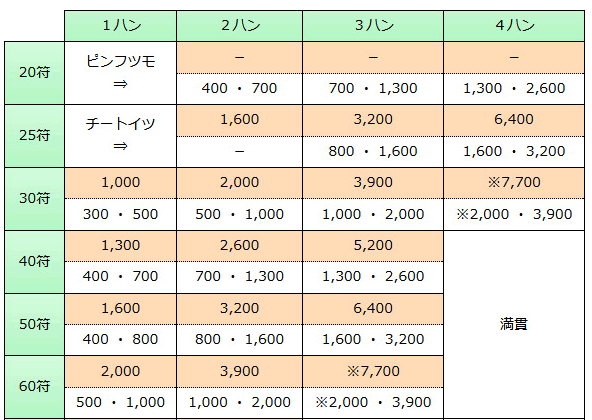 1ハン 2ハン 3ハン 4ハン
20符 ピンフツモ ⇒ － － －
400 ・ 700 700 ・ 1,300 1,300 ・ 2,600
25符 チートイツ ⇒ 1,600 3,200 6,400
－ 800 ・ 1,600 1,600 ・ 3,200
30符 1,000 2,000 3,900 ※7,700
300 ・ 500 500 ・ 1,000 1,000 ・ 2,000 ※2,000 ・ 3,900
40符 1,300 2,600 5,200 満貫
400 ・ 700 700 ・ 1,300 1,300 ・ 2,600
50符 1,600 3,200 6,400
400 ・ 800 800 ・ 1,600 1,600 ・ 3,200
60符 2,000 3,900 ※7,700
500 ・ 1,000 1,000 ・ 2,000 ※2,000 ・ 3,900